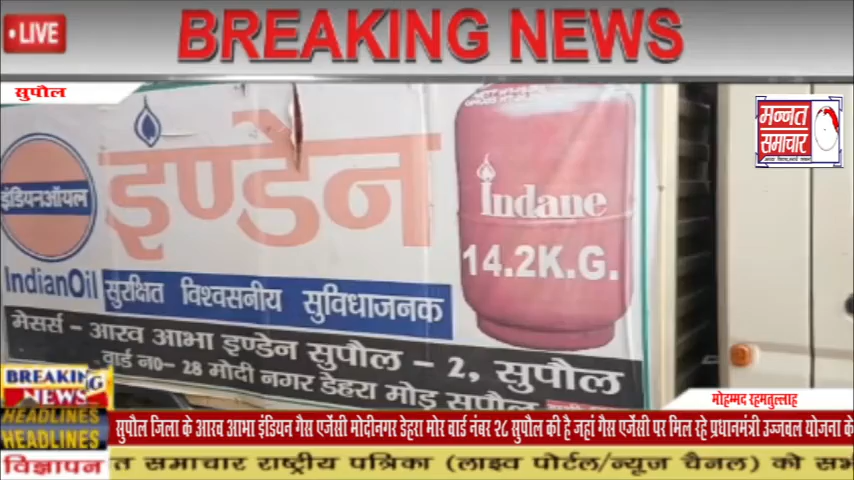 LIVE
BREAKING NEWS
सुपौल
मन्नत
समाचार
इण्डेन
इंडियनऑयल
IndianOil
Indane
14.2K.G.
सुरक्षित विश्वसनीय सुविधाजनक
मेसर्स - आरव आभा इण्डेन सुपौल - 2, सुपौल
वार्ड न0- 28 मोदी नगर डेहरा मोड़ सुपौल
मोहम्मद रहमतुल्लाह
BREAKING
NEWS
HEADLINES
HEADLINES
सुपौल जिला के आरव आभा इंडियन गैस एर्जेसी मोदीनगर डेहरा मोर वार्ड नंबर २८ सुपौल की है जहां गैस एर्जेसी पर मिल रहे प्रधानमंत्री उज्जवल योजना के
विज्ञापन
त समाचार राष्ट्रीय पत्रिका (लाइव पोर्टल/न्यूज चैनल) को सभ